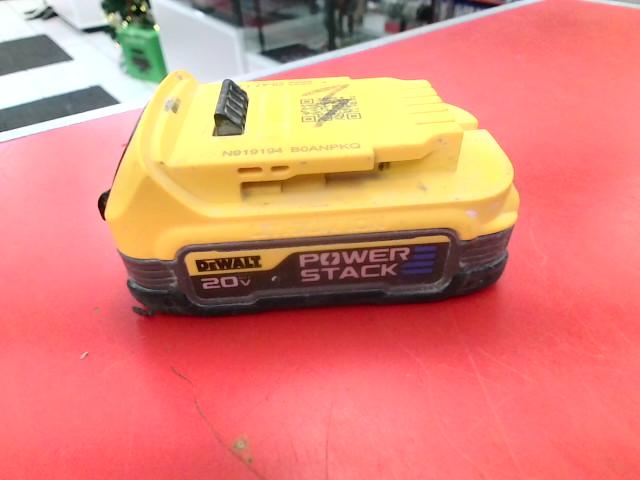 N919194 B0ANPKQ
DEWALT
20V
POWER
STACK